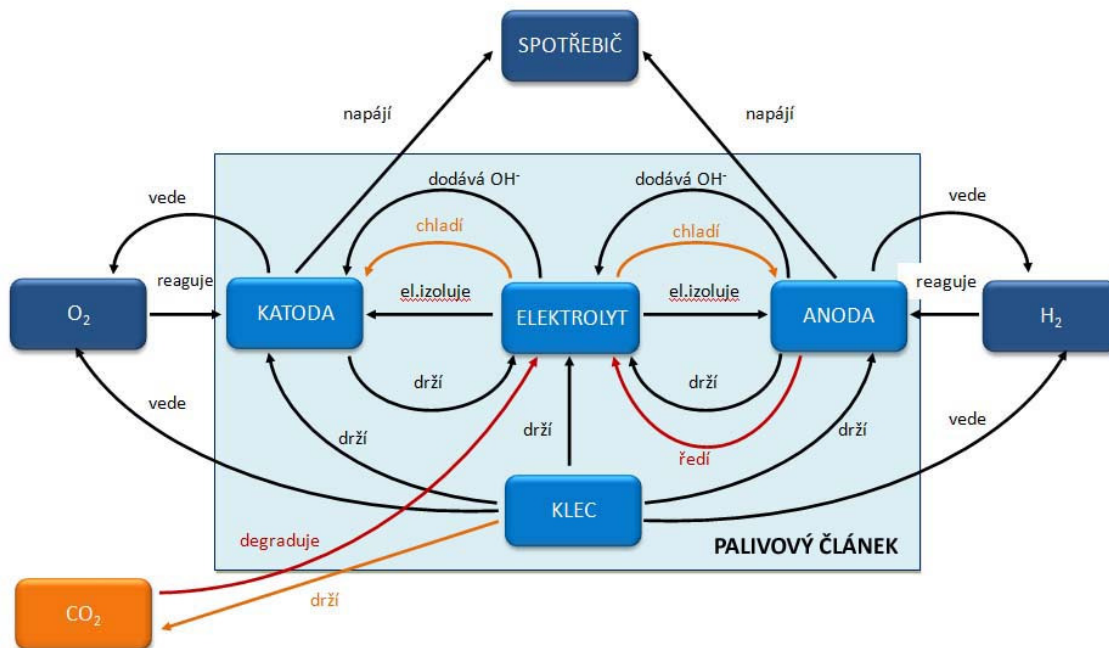 SPOTŘEBIČ
napájí
napájí
dodává OH⁻
dodává OH⁻
vede
vede
chladí
chladí
reaguje
reaguje
el.izoluje
el.izoluje
O₂
KATODA
ELEKTROLYT
ANODA
H₂
drží
drží
vede
vede
drží
drží
drží
ředí
KLEC
degraduje
PALIVOVÝ ČLÁNEK
drží
CO₂